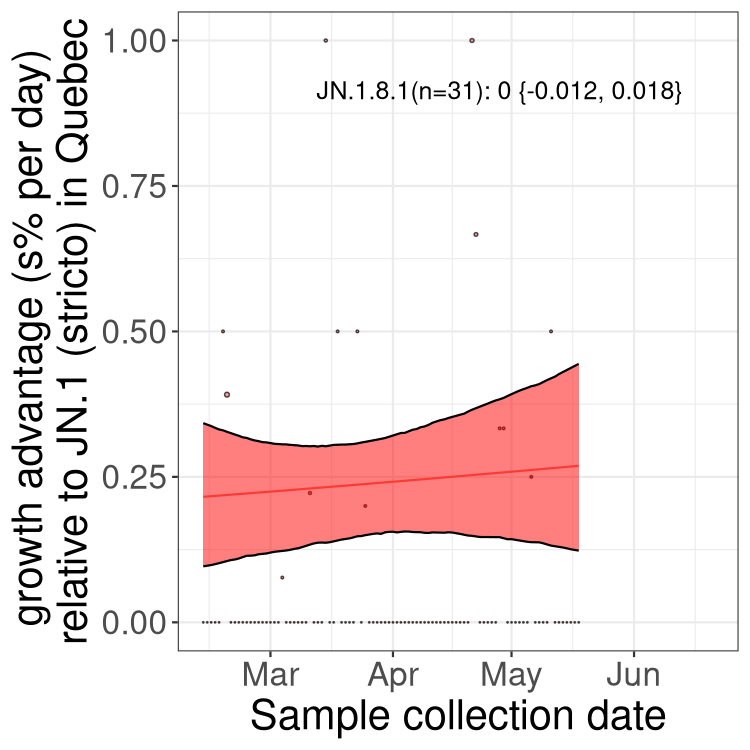 growth advantage (s% per day)
relative to JN.1 (stricto) in Quebec
1.00
0.75
0.50
0.25
0.00
JN.1.8.1(n=31): 0 {-0.012, 0.018}
Mar Apr May Jun
Sample collection date